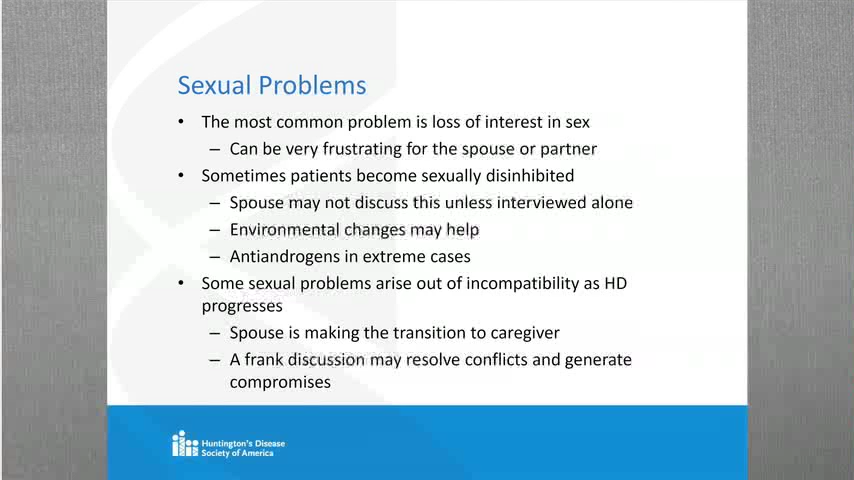 Sexual Problems
• The most common problem is loss of interest in sex
– Can be very frustrating for the spouse or partner
• Sometimes patients become sexually disinhibited
– Spouse may not discuss this unless interviewed alone
– Environmental changes may help
– Antiandrogens in extreme cases
• Some sexual problems arise out of incompatibility as HD
progresses
– Spouse is making the transition to caregiver
– A frank discussion may resolve conflicts and generate
compromises
Huntington's Disease
Society of America